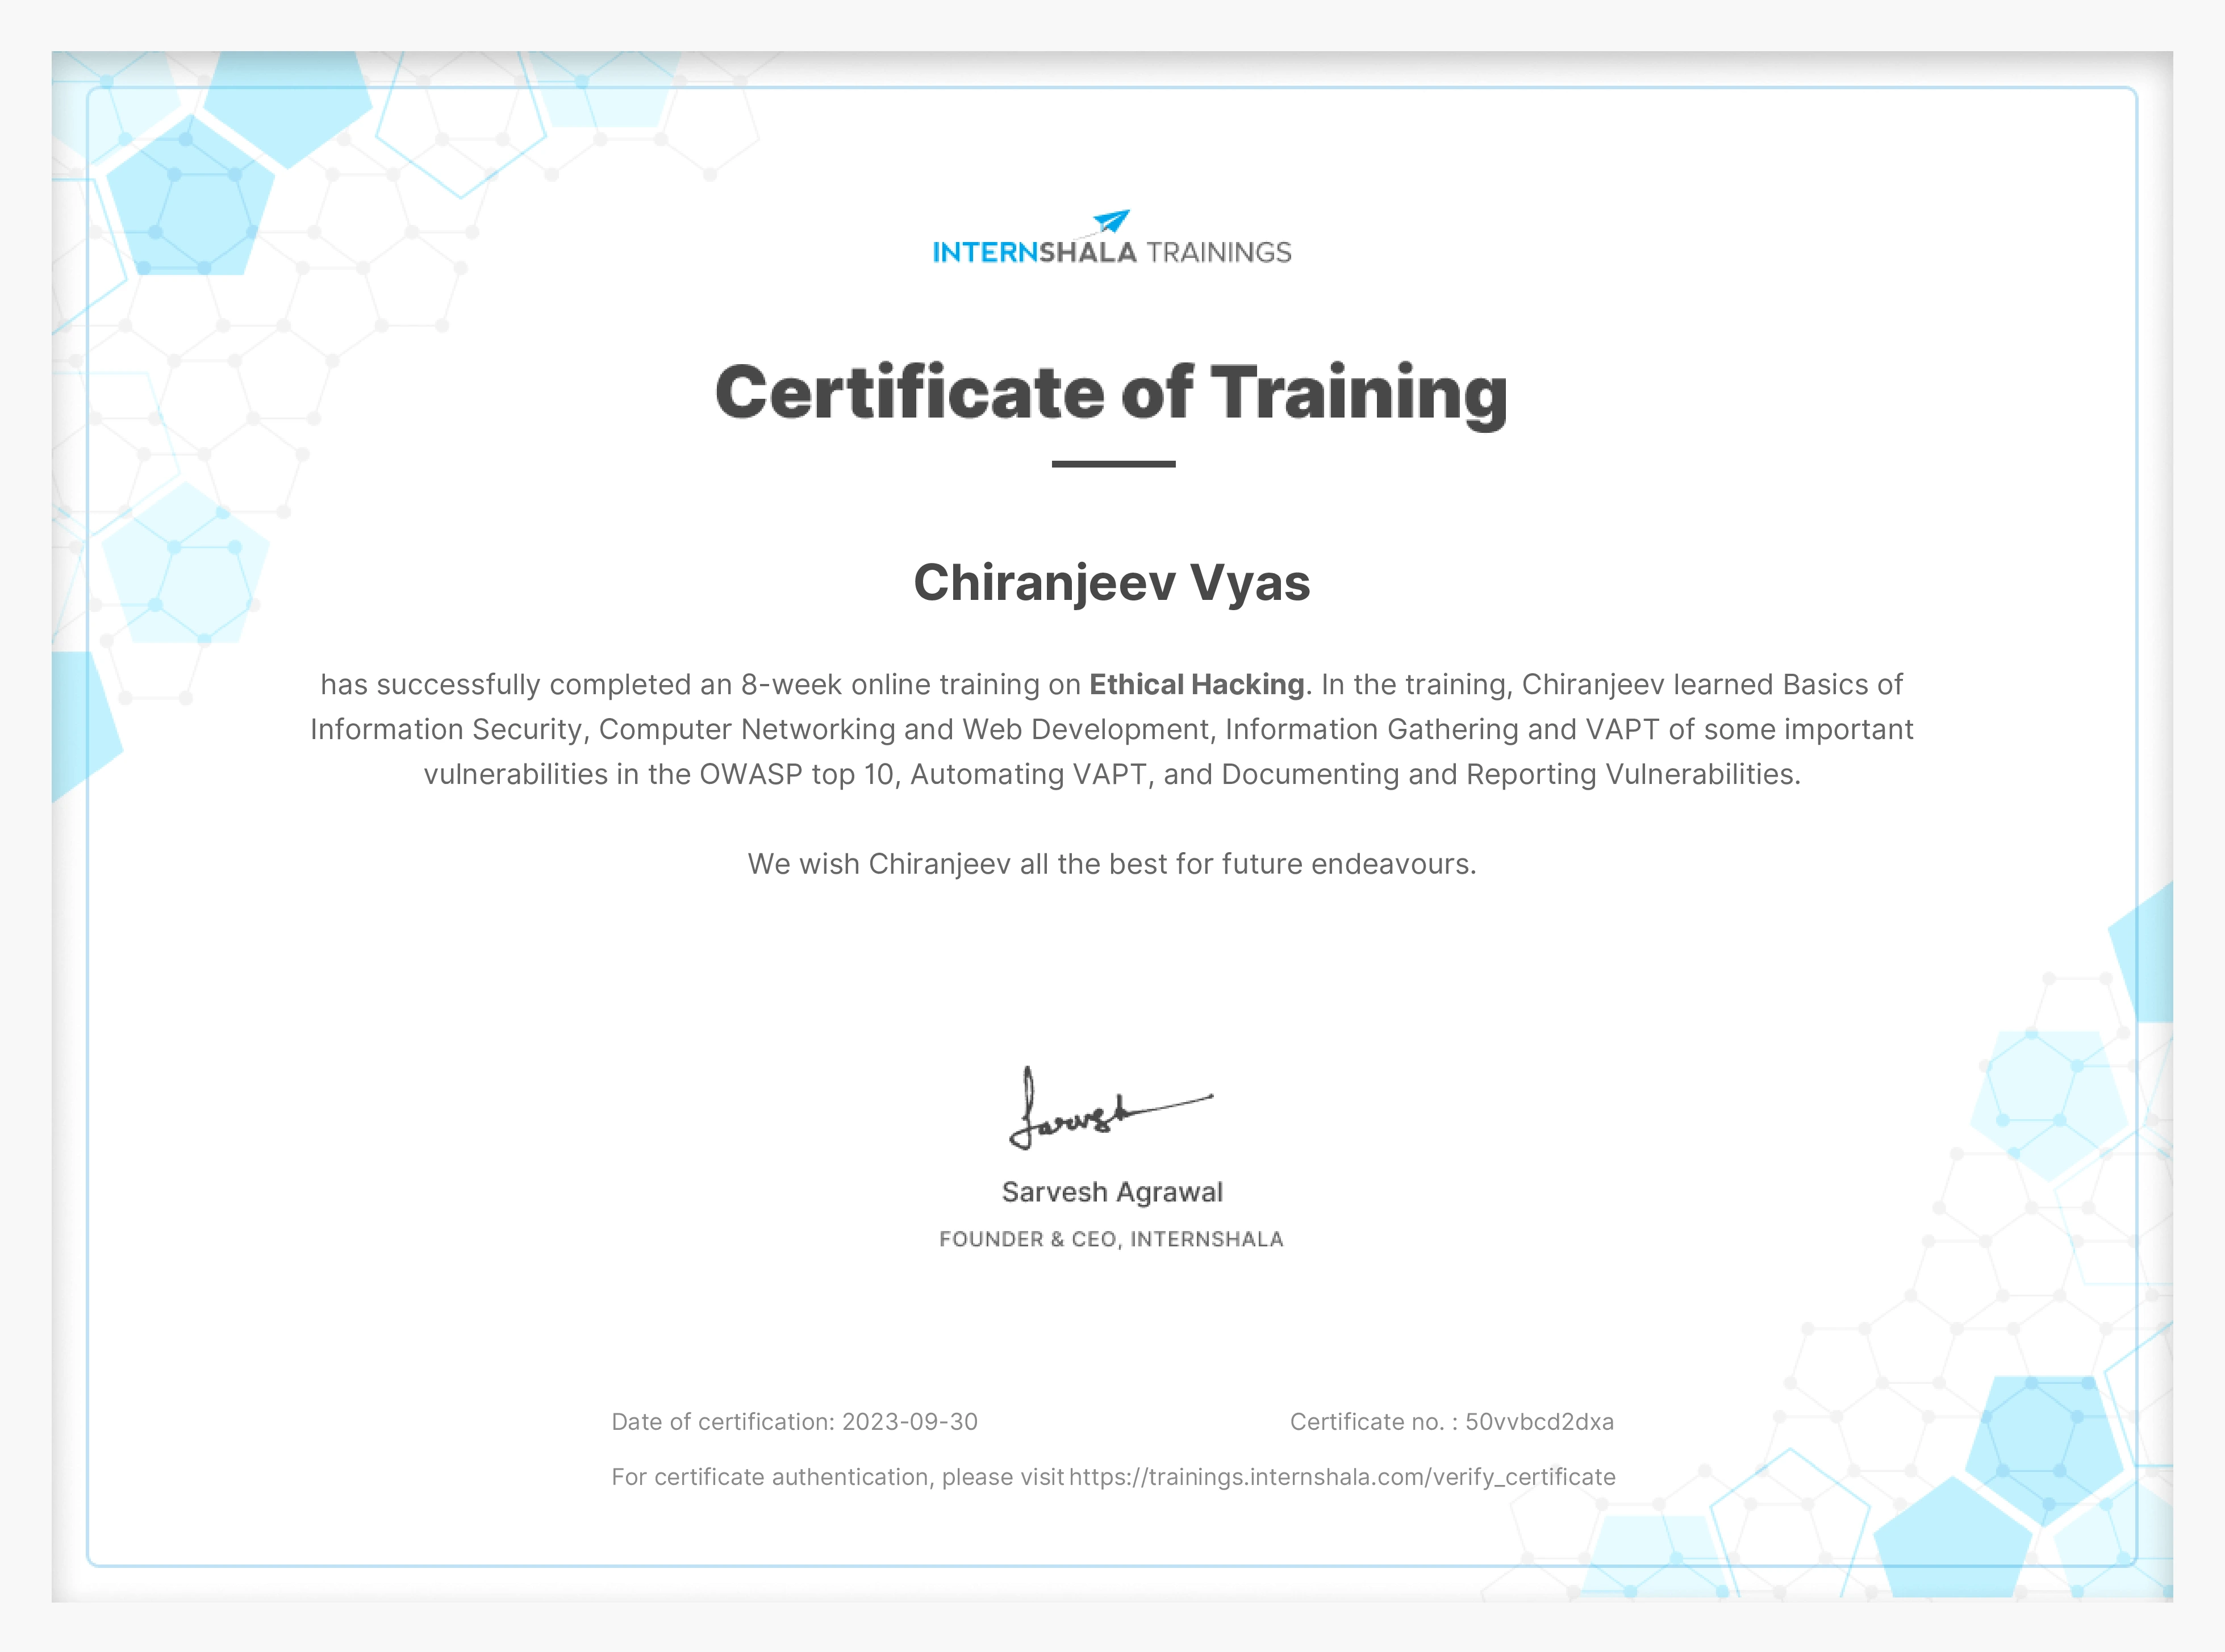 INTERNSHALA TRAININGS
Certificate of Training
Chiranjeev Vyas
has successfully completed an 8-week online training on Ethical Hacking. In the training, Chiranjeev learned Basics of
Information Security, Computer Networking and Web Development, Information Gathering and VAPT of some important
vulnerabilities in the OWASP top 10, Automating VAPT, and Documenting and Reporting Vulnerabilities.
We wish Chiranjeev all the best for future endeavours.
Sarvesh
Sarvesh Agrawal
FOUNDER & CEO, INTERNSHALA
Date of certification: 2023-09-30 Certificate no. : 50vvbcd2dxa
For certificate authentication, please visit https://trainings.internshala.com/verify_certificate